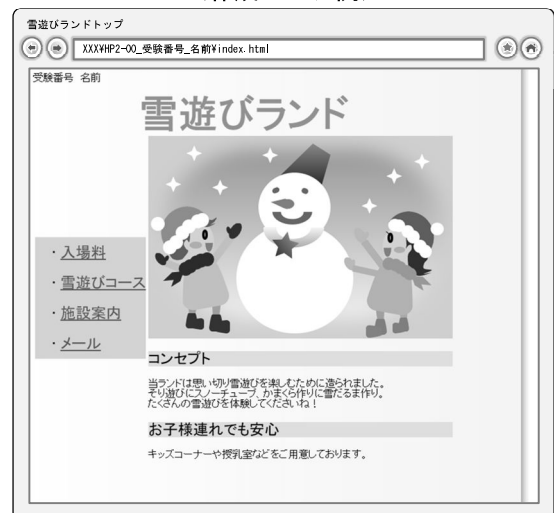 雪遊びランドトップ
XXX¥HP2-00_受験番号_名前¥index.html
受験番号 名前
雪遊びランド
・入場料
・雪遊びコース
・施設案内
・メール
コンセプト
当ランドは思い切り雪遊びを楽しむために造られました。
そり遊びにスノーチューブ、かまくら作りに雪だるま作り。
たくさんの雪遊びを体験してくださいね！
お子様連れでも安心
キッズコーナーや授乳室などをご用意しております。